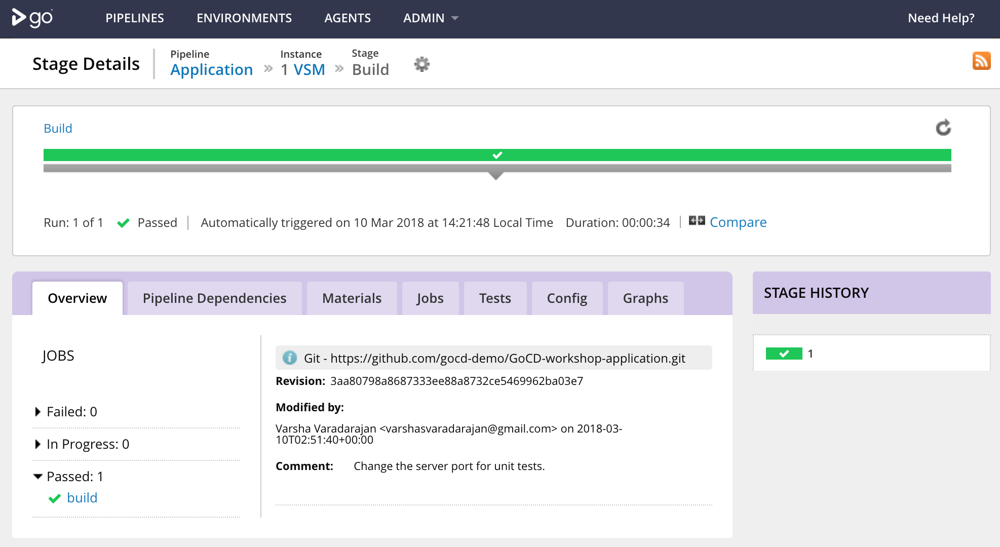 go
PIPELINES
ENVIRONMENTS
AGENTS
ADMIN
Need Help?
Stage Details
Pipeline
Application
Instance
1 VSM
Stage
Build
Build
Run: 1 of 1
Passed
Automatically triggered on 10 Mar 2018 at 14:21:48 Local Time
Duration: 00:00:34
Compare
Overview
Pipeline Dependencies
Materials
Jobs
Tests
Config
Graphs
JOBS
Failed: 0
In Progress: 0
Passed: 1
build
Git - https://github.com/gocd-demo/GoCD-workshop-application.git
Revision: 3aa80798a8687333ee88a8732ce5469962ba03e7
Modified by:
Varsha Varadarajan <varshasvaradarajan@gmail.com> on 2018-03-
10T02:51:40+00:00
Comment: Change the server port for unit tests.
STAGE HISTORY
1